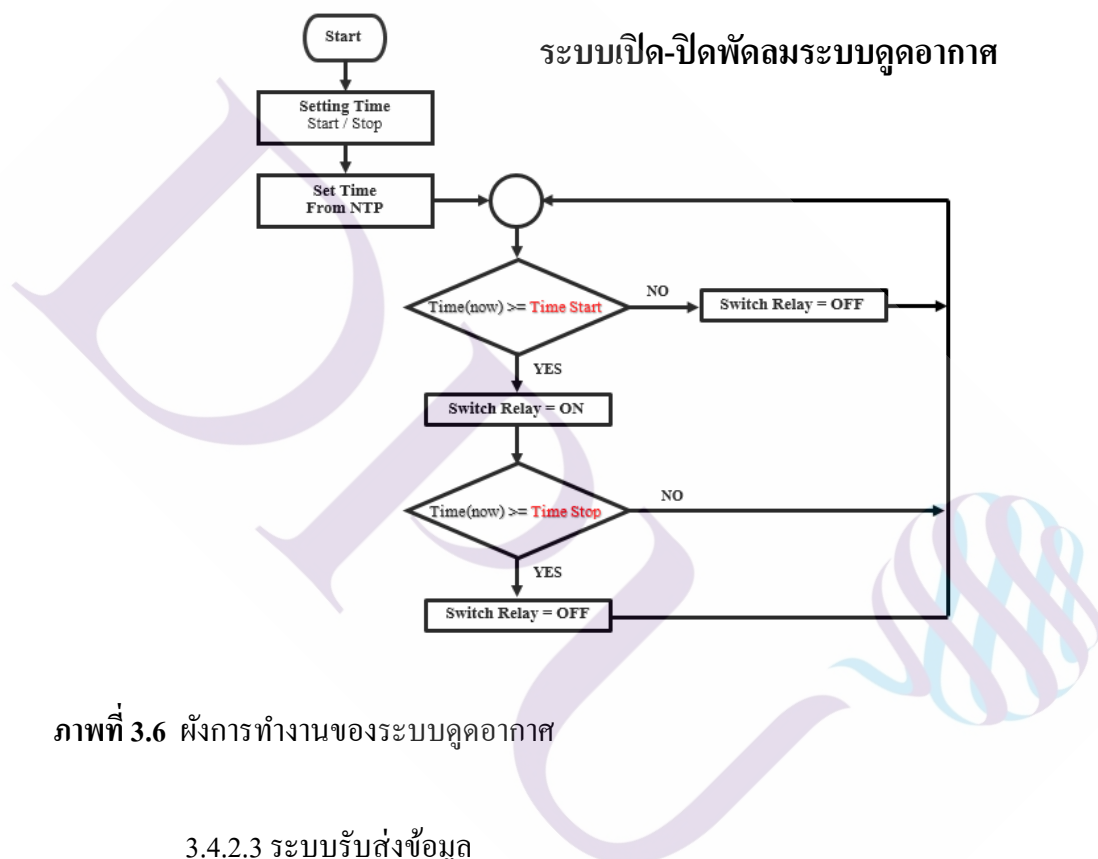 Start
ระบบเปิด-ปิดพัดลมระบบดูดอากาศ
Setting Time
Start / Stop
Set Time
From NTP
Time(now) >= Time Start
NO
Switch Relay = OFF
YES
Switch Relay = ON
Time(now) >= Time Stop
NO
YES
Switch Relay = OFF
ภาพที่ 3.6 ผังการทำงานของระบบดูดอากาศ
3.4.2.3 ระบบรับส่งข้อมูล
DPU